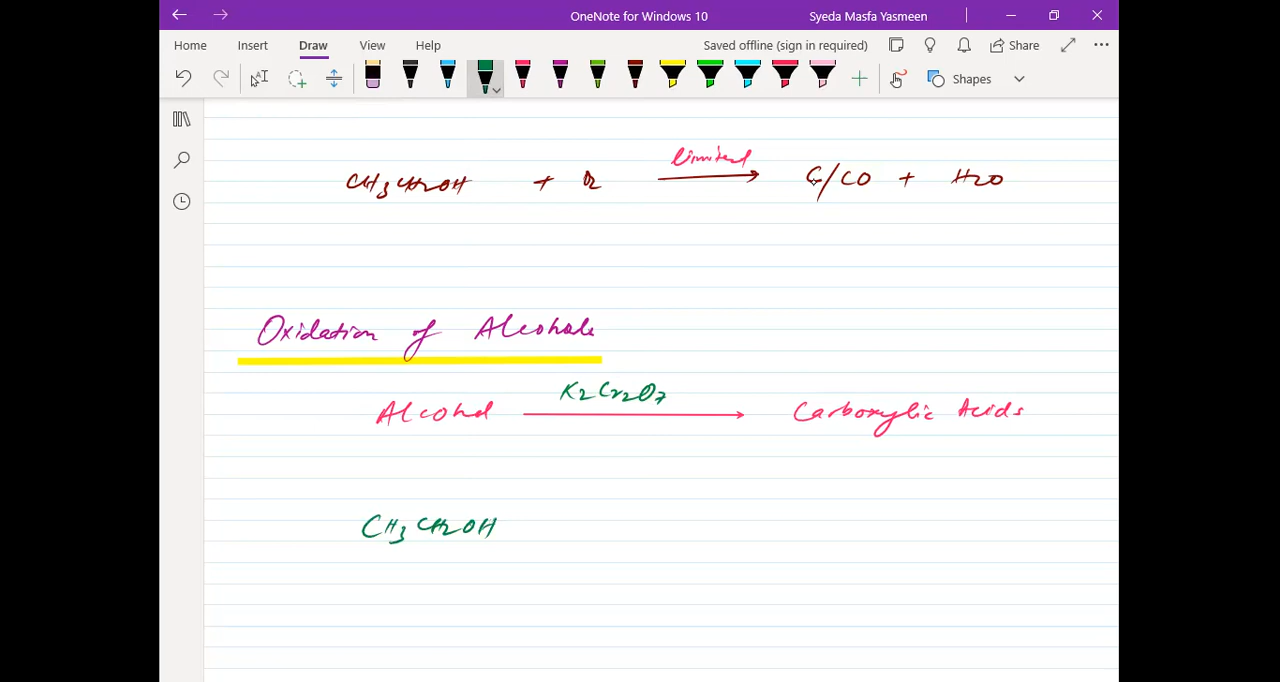 OneNote for Windows 10 Syeda Masfa Yasmeen
Home Insert Draw View Help Saved offline (sign in required) Share
Shapes
limited
CH3CH2OH + O2 → C/CO + H2O
Oxidation of Alcohols
K2Cr2O7
Alcohol → Carboxylic Acids
CH3CH2OH